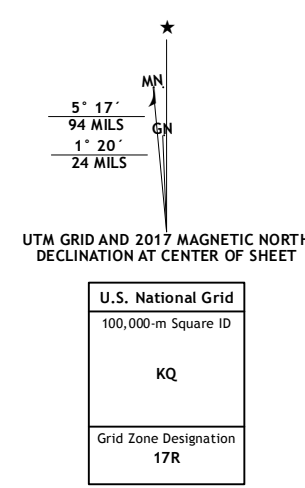 ★
MN
5° 17´
94 MILS
GN
1° 20´
24 MILS
UTM GRID AND 2017 MAGNETIC NORTH
DECLINATION AT CENTER OF SHEET
U.S. National Grid
100,000-m Square ID
KQ
Grid Zone Designation
17R